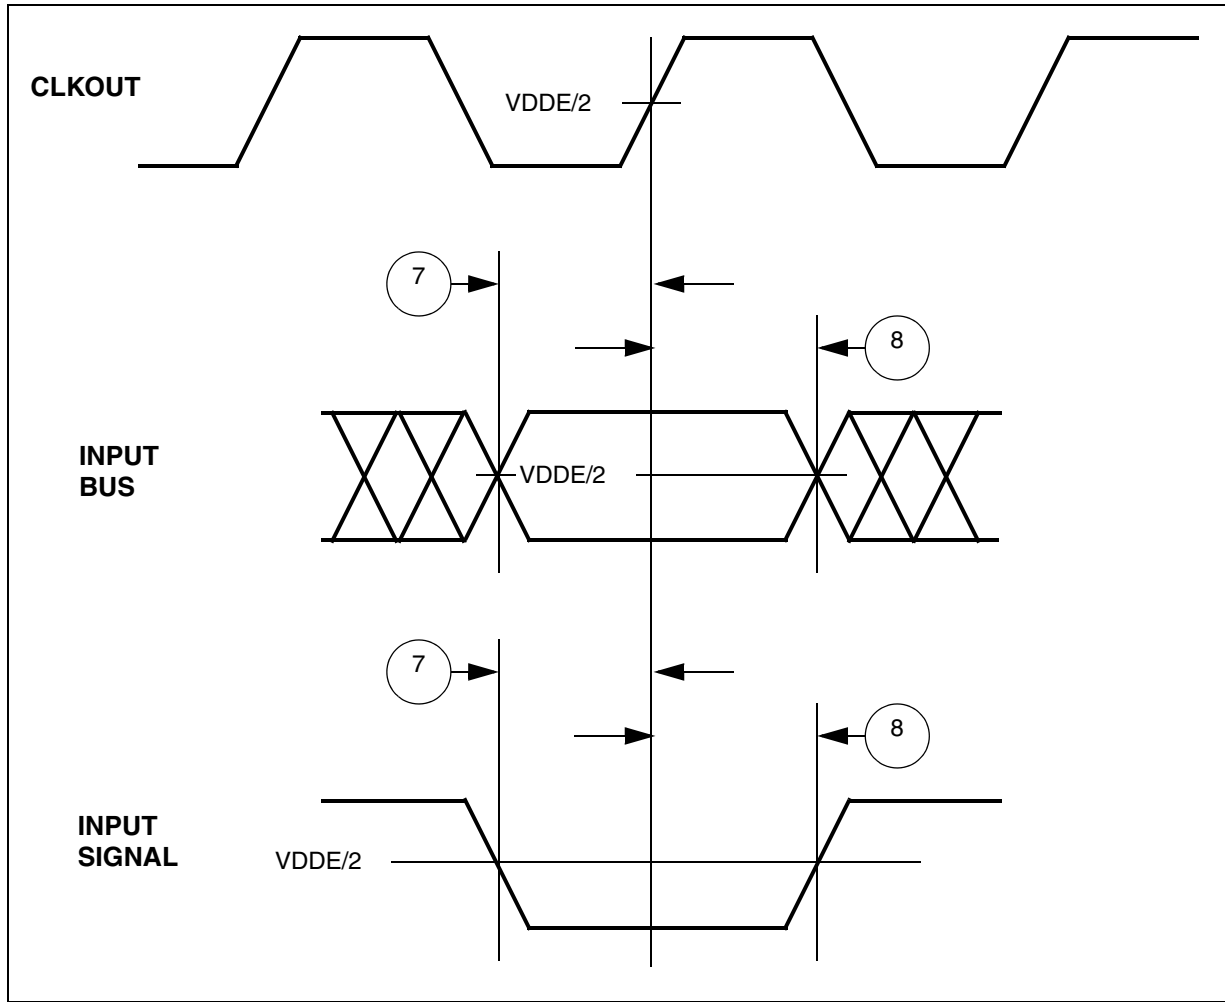 CLKOUT
VDDE/2
7
8
INPUT
BUS
VDDE/2
7
8
INPUT
SIGNAL
VDDE/2